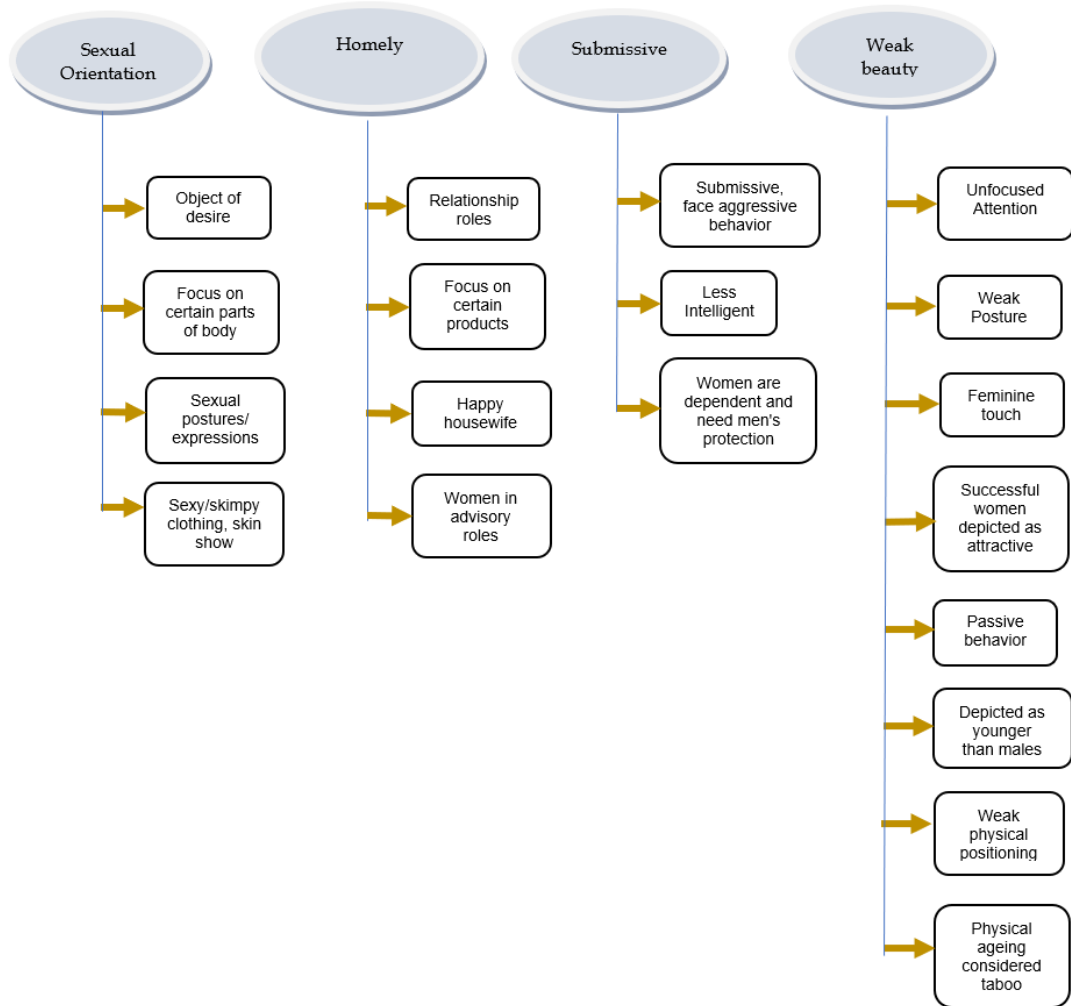 Sexual
Orientation
Object of
desire
Focus on
certain parts
of body
Sexual
postures/
expressions
Sexy/skimpy
clothing, skin
show
Homely
Relationship
roles
Focus on
certain
products
Happy
housewife
Women in
advisory
roles
Submissive
Submissive,
face aggressive
behavior
Less
Intelligent
Women are
dependent and
need men's
protection
Weak
beauty
Unfocused
Attention
Weak
Posture
Feminine
touch
Successful
women
depicted as
attractive
Passive
behavior
Depicted as
younger
than males
Weak
physical
positioning
Physical
ageing
considered
taboo